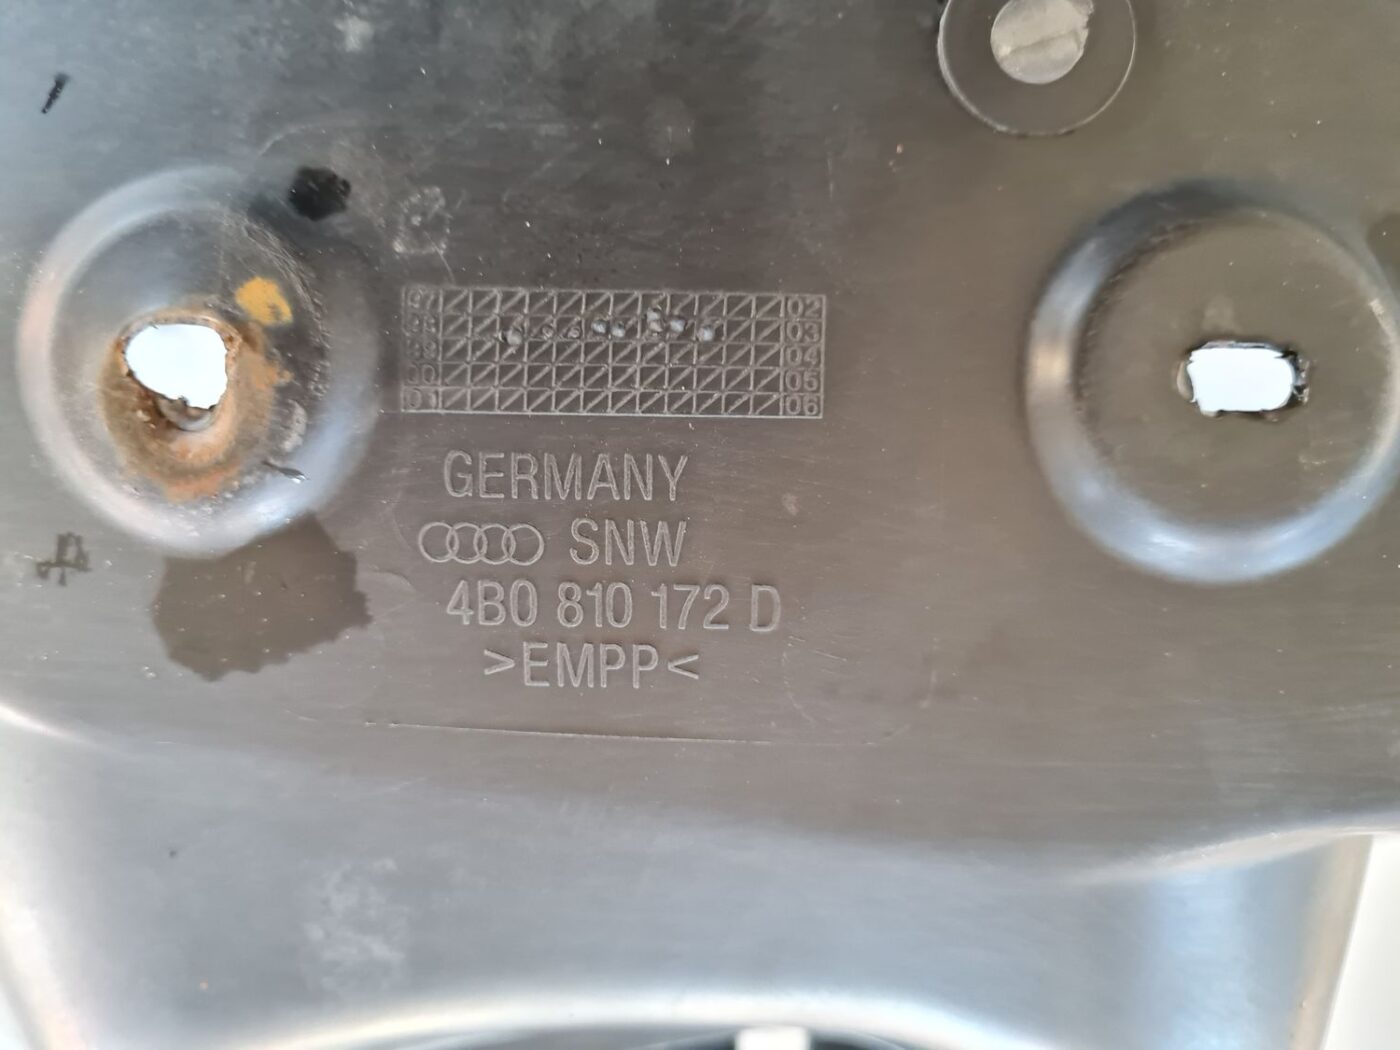 97 02
98 03
99 04
00 05
01 06
GERMANY
SNW
4B0 810 172 D
>EMPP<